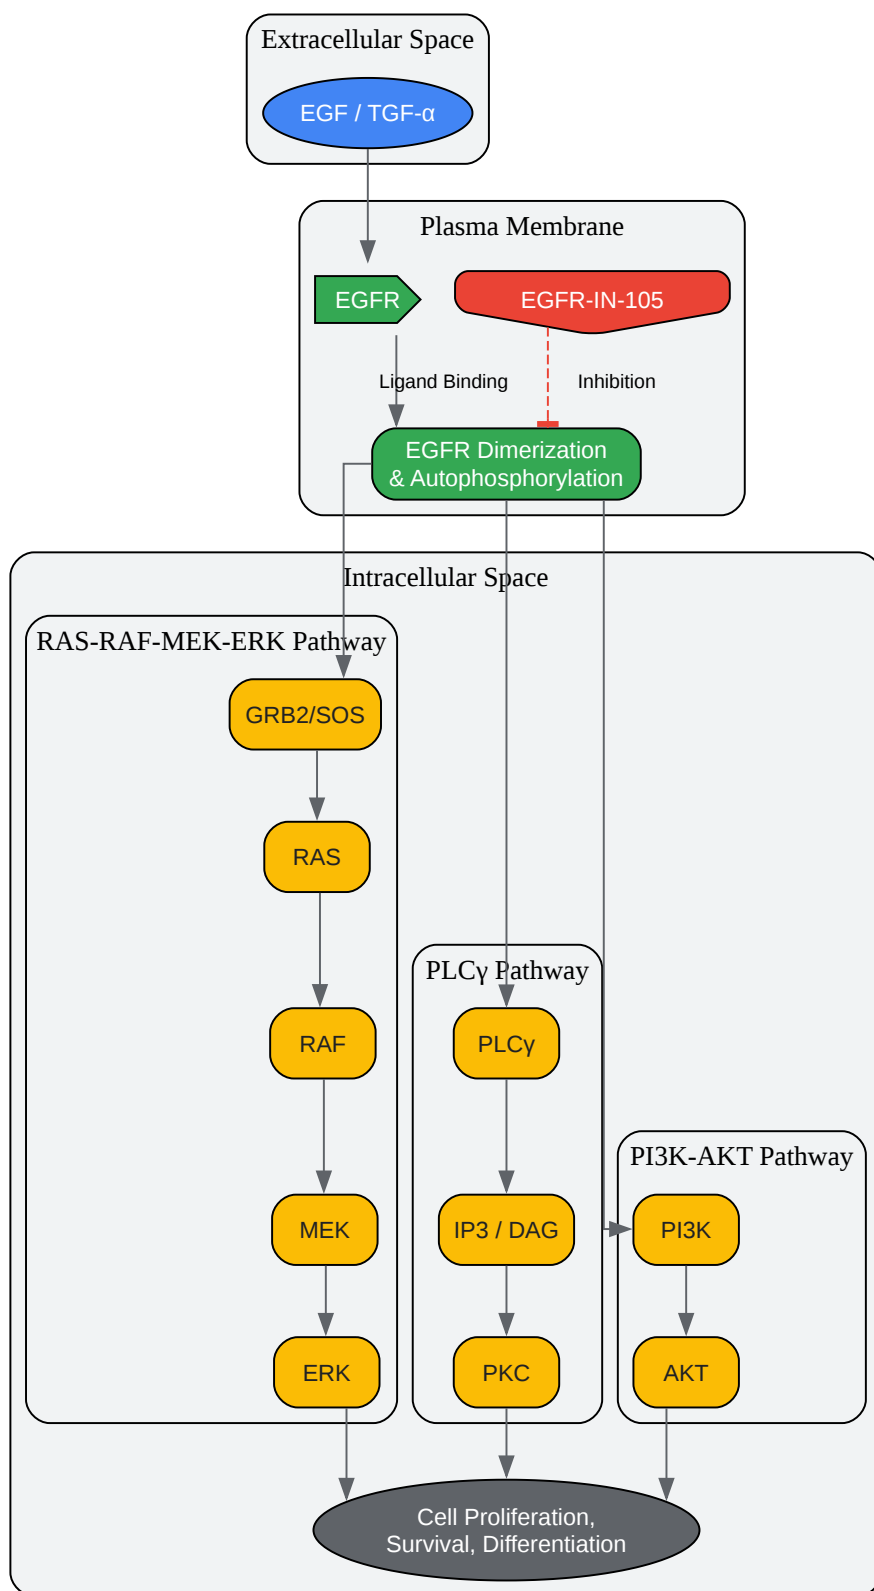 Extracellular Space
EGF / TGF-α
Plasma Membrane
EGFR
EGFR-IN-105
Ligand Binding
Inhibition
EGFR Dimerization
& Autophosphorylation
Intracellular Space
RAS-RAF-MEK-ERK Pathway
GRB2/SOS
RAS
RAF
MEK
ERK
PLCγ Pathway
PLCγ
IP3 / DAG
PKC
PI3K-AKT Pathway
PI3K
AKT
Cell Proliferation,
Survival, Differentiation